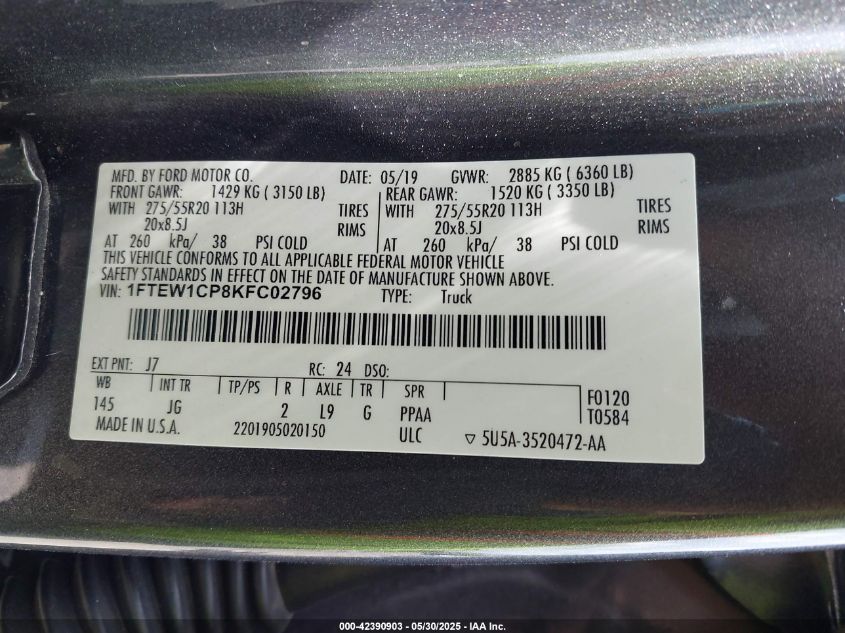 MFD. BY FORD MOTOR CO. DATE: 05/19 GVWR: 2885 KG ( 6360 LB)
FRONT GAWR: 1429 KG ( 3150 LB) REAR GAWR: 1520 KG ( 3350 LB)
WITH 275/55R20 113H TIRES WITH 275/55R20 113H TIRES
20x8.5J RIMS 20x8.5J RIMS
AT 260 kPa/ 38 PSI COLD AT 260 kPa/ 38 PSI COLD
THIS VEHICLE CONFORMS TO ALL APPLICABLE FEDERAL MOTOR VEHICLE
SAFETY STANDARDS IN EFFECT ON THE DATE OF MANUFACTURE SHOWN ABOVE.
VIN: 1FTEW1CP8KFC02796 TYPE: Truck
EXT PNT: J7 RC: 24 DSO:
WB INT TR TP/PS R AXLE TR SPR F0120
145 JG 2 L9 G PPAA T0584
MADE IN U.S.A. 2201905020150 ULC ▽ 5U5A-3520472-AA
000-42390903 — 05/30/2025 — IAA Inc.